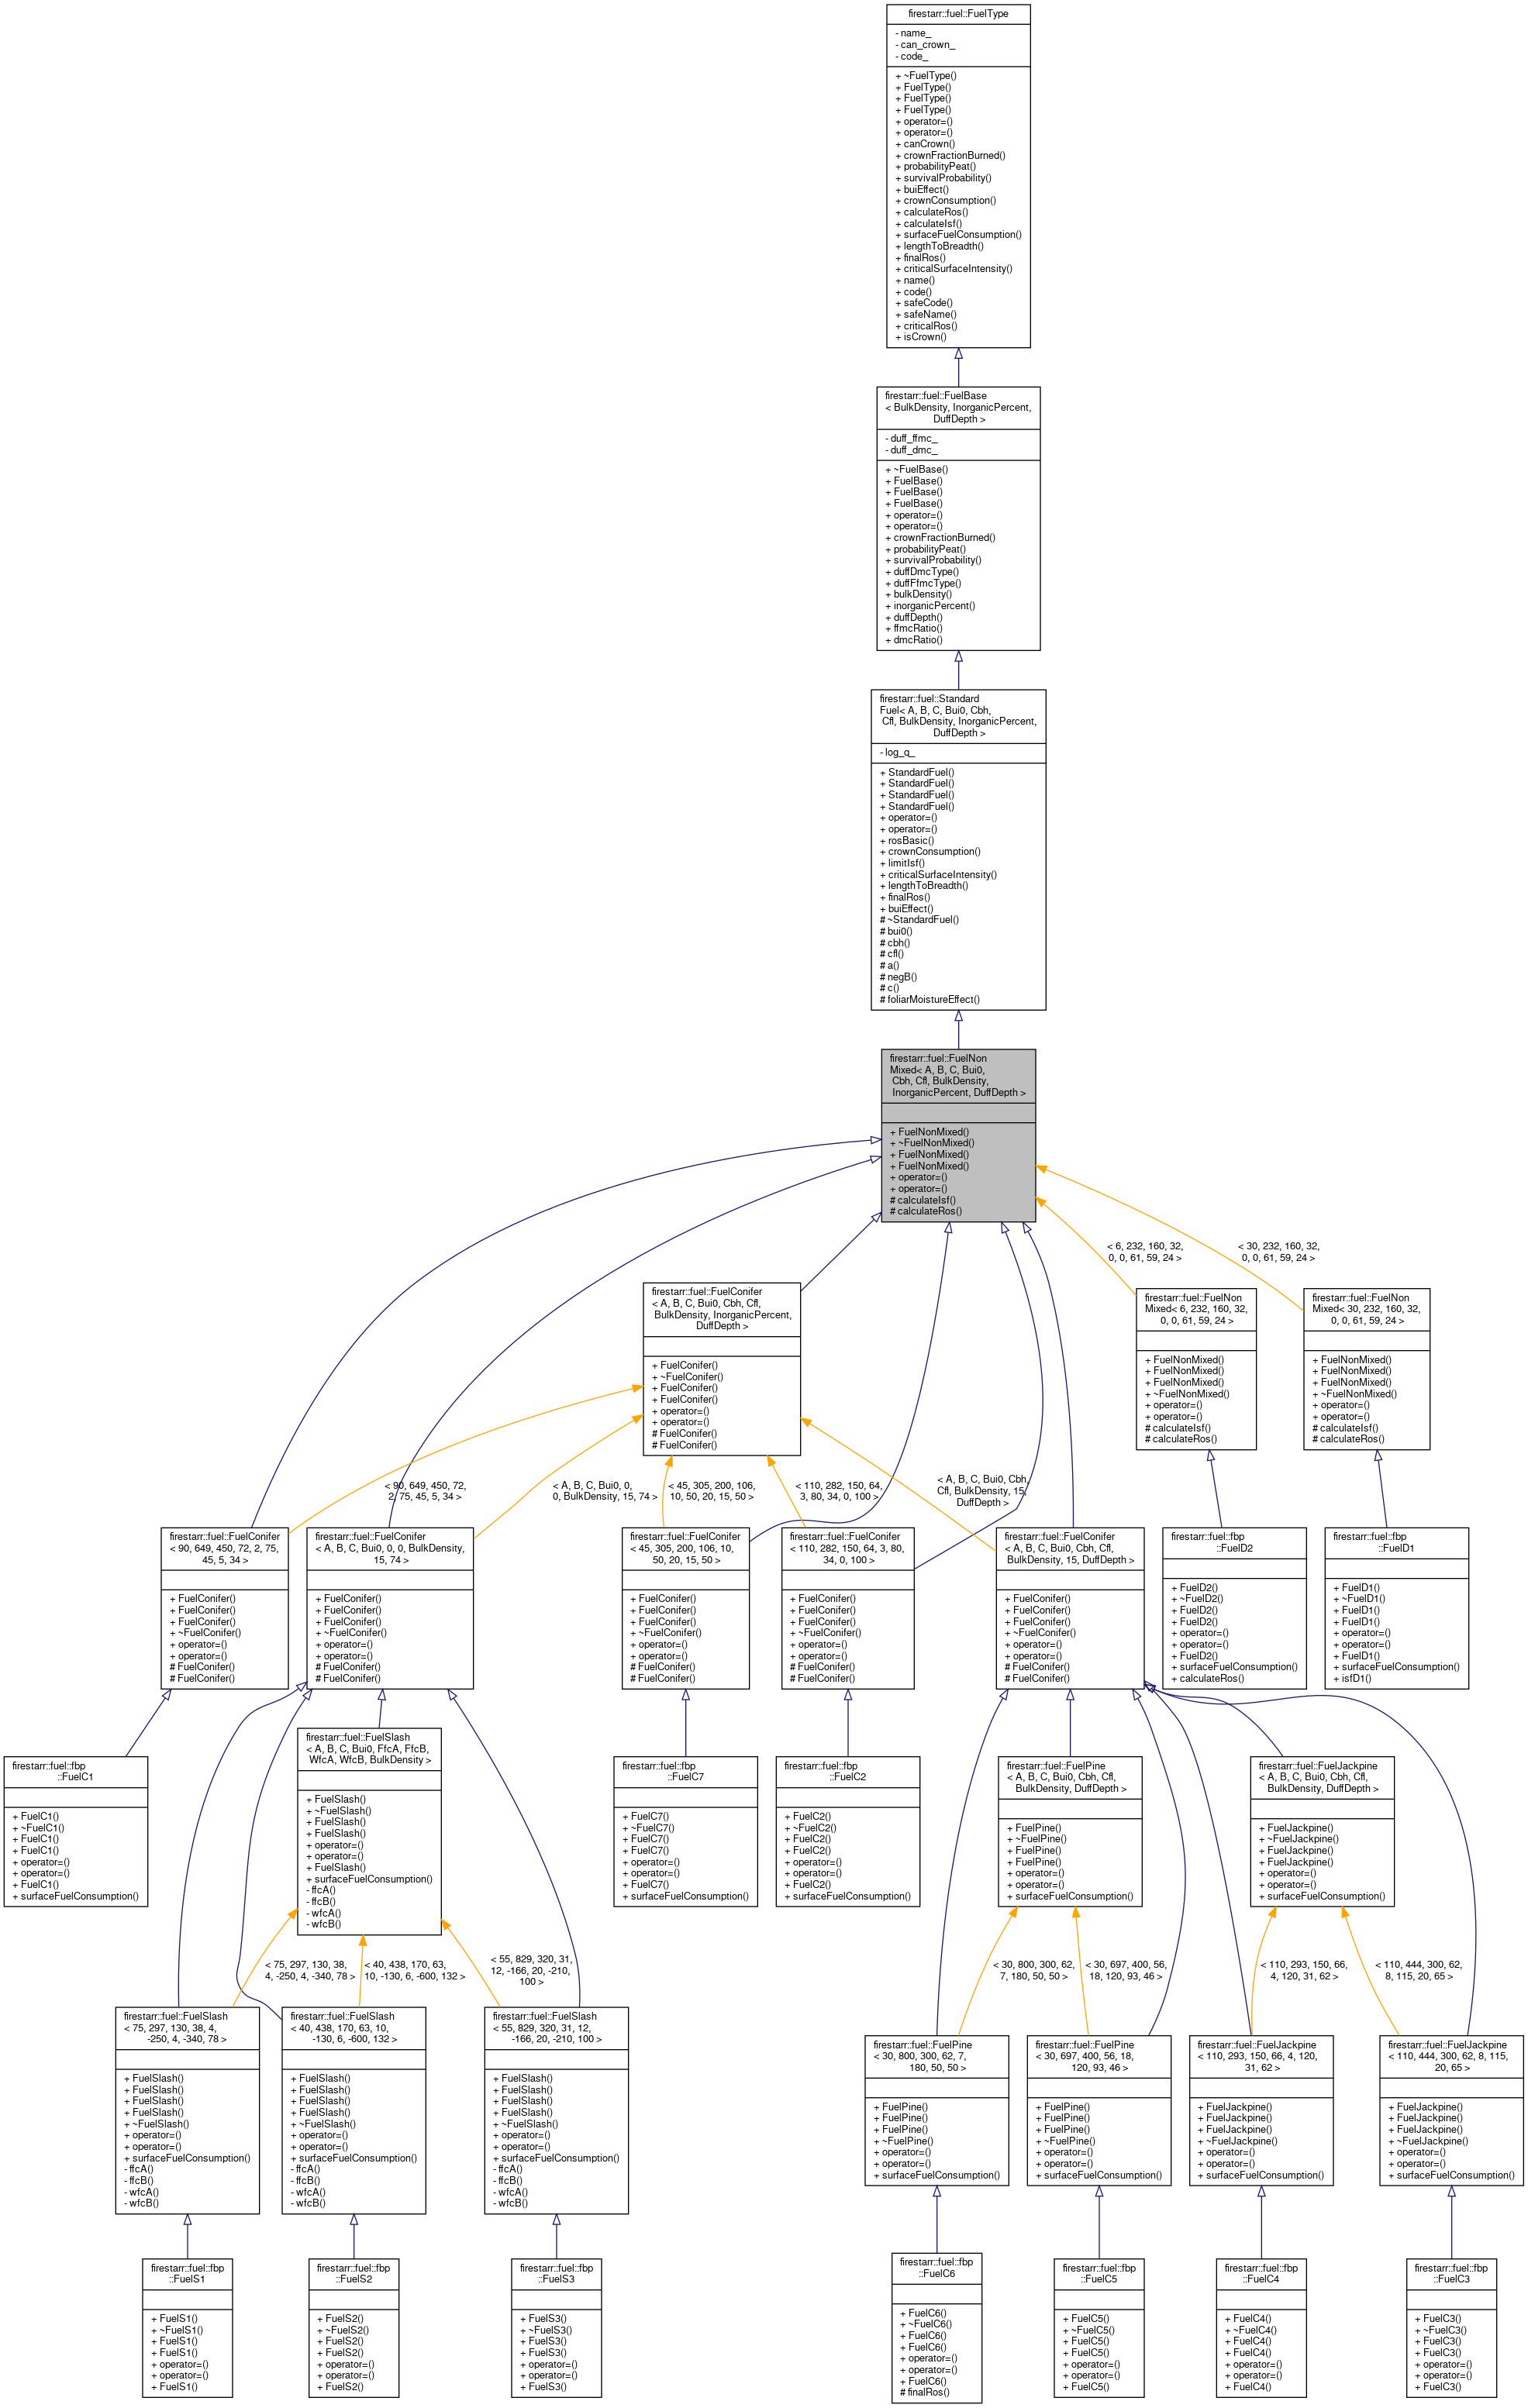 firestarr::fuel::FuelType
- name_
- can_crown_
- code_
+ ~FuelType()
+ FuelType()
+ FuelType()
+ FuelType()
+ operator=()
+ operator=()
+ canCrown()
+ crownFractionBurned()
+ probabilityPeat()
+ survivalProbability()
+ buiEffect()
+ crownConsumption()
+ calculateRos()
+ calculateIsf()
+ surfaceFuelConsumption()
+ lengthToBreadth()
+ finalRos()
+ criticalSurfaceIntensity()
+ name()
+ code()
+ safeCode()
+ safeName()
+ criticalRos()
+ isCrown()
firestarr::fuel::FuelBase
< BulkDensity, InorganicPercent,
DuffDepth >
- duff_ffmc_
- duff_dmc_
+ ~FuelBase()
+ FuelBase()
+ FuelBase()
+ FuelBase()
+ operator=()
+ operator=()
+ crownFractionBurned()
+ probabilityPeat()
+ survivalProbability()
+ duffDmcType()
+ duffFfmcType()
+ bulkDensity()
+ inorganicPercent()
+ duffDepth()
+ ffmcRatio()
+ dmcRatio()
firestarr::fuel::Standard
Fuel< A, B, C, Bui0, Cbh,
Cfl, BulkDensity, InorganicPercent,
DuffDepth >
- log_q_
+ StandardFuel()
+ StandardFuel()
+ StandardFuel()
+ StandardFuel()
+ operator=()
+ operator=()
+ rosBasic()
+ crownConsumption()
+ limitIsf()
+ criticalSurfaceIntensity()
+ lengthToBreadth()
+ finalRos()
+ buiEffect()
# ~StandardFuel()
# bui0()
# cbh()
# cfl()
# a()
# negB()
# c()
# foliarMoistureEffect()
firestarr::fuel::FuelNon
Mixed< A, B, C, Bui0,
Cbh, Cfl, BulkDensity,
InorganicPercent, DuffDepth >
+ FuelNonMixed()
+ ~FuelNonMixed()
+ FuelNonMixed()
+ FuelNonMixed()
+ operator=()
+ operator=()
# calculateIsf()
# calculateRos()
< 6, 232, 160, 32,
0, 0, 61, 59, 24 >
< 30, 232, 160, 32,
0, 0, 61, 59, 24 >
firestarr::fuel::FuelConifer
< A, B, C, Bui0, Cbh, Cfl,
BulkDensity, InorganicPercent,
DuffDepth >
+ FuelConifer()
+ ~FuelConifer()
+ FuelConifer()
+ FuelConifer()
+ operator=()
+ operator=()
# FuelConifer()
# FuelConifer()
firestarr::fuel::FuelNon
Mixed< 6, 232, 160, 32,
0, 0, 61, 59, 24 >
+ FuelNonMixed()
+ FuelNonMixed()
+ FuelNonMixed()
+ ~FuelNonMixed()
+ operator=()
+ operator=()
# calculateIsf()
# calculateRos()
firestarr::fuel::FuelNon
Mixed< 30, 232, 160, 32,
0, 0, 61, 59, 24 >
+ FuelNonMixed()
+ FuelNonMixed()
+ FuelNonMixed()
+ ~FuelNonMixed()
+ operator=()
+ operator=()
# calculateIsf()
# calculateRos()
< 90, 649, 450, 72,
2, 75, 45, 5, 34 >
< A, B, C, Bui0, 0,
0, BulkDensity, 15, 74 >
< 45, 305, 200, 106,
10, 50, 20, 15, 50 >
< 110, 282, 150, 64,
3, 80, 34, 0, 100 >
< A, B, C, Bui0, Cbh,
Cfl, BulkDensity, 15,
DuffDepth >
firestarr::fuel::FuelConifer
< 90, 649, 450, 72, 2, 75,
45, 5, 34 >
+ FuelConifer()
+ FuelConifer()
+ FuelConifer()
+ ~FuelConifer()
+ operator=()
+ operator=()
# FuelConifer()
# FuelConifer()
firestarr::fuel::FuelConifer
< A, B, C, Bui0, 0, 0, BulkDensity,
15, 74 >
+ FuelConifer()
+ FuelConifer()
+ FuelConifer()
+ ~FuelConifer()
+ operator=()
+ operator=()
# FuelConifer()
# FuelConifer()
firestarr::fuel::FuelConifer
< 45, 305, 200, 106, 10,
50, 20, 15, 50 >
+ FuelConifer()
+ FuelConifer()
+ FuelConifer()
+ ~FuelConifer()
+ operator=()
+ operator=()
# FuelConifer()
# FuelConifer()
firestarr::fuel::FuelConifer
< 110, 282, 150, 64, 3, 80,
34, 0, 100 >
+ FuelConifer()
+ FuelConifer()
+ FuelConifer()
+ ~FuelConifer()
+ operator=()
+ operator=()
# FuelConifer()
# FuelConifer()
firestarr::fuel::FuelConifer
< A, B, C, Bui0, Cbh, Cfl,
BulkDensity, 15, DuffDepth >
+ FuelConifer()
+ FuelConifer()
+ FuelConifer()
+ ~FuelConifer()
+ operator=()
+ operator=()
# FuelConifer()
# FuelConifer()
firestarr::fuel::fbp
::FuelD2
+ FuelD2()
+ ~FuelD2()
+ FuelD2()
+ FuelD2()
+ operator=()
+ operator=()
+ FuelD2()
+ surfaceFuelConsumption()
+ calculateRos()
firestarr::fuel::fbp
::FuelD1
+ FuelD1()
+ ~FuelD1()
+ FuelD1()
+ FuelD1()
+ operator=()
+ operator=()
+ FuelD1()
+ surfaceFuelConsumption()
+ isfD1()
firestarr::fuel::fbp
::FuelC1
+ FuelC1()
+ ~FuelC1()
+ FuelC1()
+ FuelC1()
+ operator=()
+ operator=()
+ FuelC1()
+ surfaceFuelConsumption()
firestarr::fuel::FuelSlash
< A, B, C, Bui0, FfcA, FfcB,
WfcA, WfcB, BulkDensity >
+ FuelSlash()
+ ~FuelSlash()
+ FuelSlash()
+ FuelSlash()
+ operator=()
+ operator=()
+ FuelSlash()
+ surfaceFuelConsumption()
- ffcA()
- ffcB()
- wfcA()
- wfcB()
firestarr::fuel::fbp
::FuelC7
+ FuelC7()
+ ~FuelC7()
+ FuelC7()
+ FuelC7()
+ operator=()
+ operator=()
+ FuelC7()
+ surfaceFuelConsumption()
firestarr::fuel::fbp
::FuelC2
+ FuelC2()
+ ~FuelC2()
+ FuelC2()
+ FuelC2()
+ operator=()
+ operator=()
+ FuelC2()
+ surfaceFuelConsumption()
firestarr::fuel::FuelPine
< A, B, C, Bui0, Cbh, Cfl,
BulkDensity, DuffDepth >
+ FuelPine()
+ ~FuelPine()
+ FuelPine()
+ FuelPine()
+ operator=()
+ operator=()
+ surfaceFuelConsumption()
firestarr::fuel::FuelJackpine
< A, B, C, Bui0, Cbh, Cfl,
BulkDensity, DuffDepth >
+ FuelJackpine()
+ ~FuelJackpine()
+ FuelJackpine()
+ FuelJackpine()
+ operator=()
+ operator=()
+ surfaceFuelConsumption()
< 75, 297, 130, 38,
4, -250, 4, -340, 78 >
< 40, 438, 170, 63,
10, -130, 6, -600, 132 >
< 55, 829, 320, 31,
12, -166, 20, -210,
100 >
< 30, 800, 300, 62,
7, 180, 50, 50 >
< 30, 697, 400, 56,
18, 120, 93, 46 >
< 110, 293, 150, 66,
4, 120, 31, 62 >
< 110, 444, 300, 62,
8, 115, 20, 65 >
firestarr::fuel::FuelSlash
< 75, 297, 130, 38, 4,
-250, 4, -340, 78 >
+ FuelSlash()
+ FuelSlash()
+ FuelSlash()
+ FuelSlash()
+ ~FuelSlash()
+ operator=()
+ operator=()
+ surfaceFuelConsumption()
- ffcA()
- ffcB()
- wfcA()
- wfcB()
firestarr::fuel::FuelSlash
< 40, 438, 170, 63, 10,
-130, 6, -600, 132 >
+ FuelSlash()
+ FuelSlash()
+ FuelSlash()
+ FuelSlash()
+ ~FuelSlash()
+ operator=()
+ operator=()
+ surfaceFuelConsumption()
- ffcA()
- ffcB()
- wfcA()
- wfcB()
firestarr::fuel::FuelSlash
< 55, 829, 320, 31, 12,
-166, 20, -210, 100 >
+ FuelSlash()
+ FuelSlash()
+ FuelSlash()
+ FuelSlash()
+ ~FuelSlash()
+ operator=()
+ operator=()
+ surfaceFuelConsumption()
- ffcA()
- ffcB()
- wfcA()
- wfcB()
firestarr::fuel::FuelPine
< 30, 800, 300, 62, 7,
180, 50, 50 >
+ FuelPine()
+ FuelPine()
+ FuelPine()
+ ~FuelPine()
+ operator=()
+ operator=()
+ surfaceFuelConsumption()
firestarr::fuel::FuelPine
< 30, 697, 400, 56, 18,
120, 93, 46 >
+ FuelPine()
+ FuelPine()
+ FuelPine()
+ ~FuelPine()
+ operator=()
+ operator=()
+ surfaceFuelConsumption()
firestarr::fuel::FuelJackpine
< 110, 293, 150, 66, 4, 120,
31, 62 >
+ FuelJackpine()
+ FuelJackpine()
+ FuelJackpine()
+ ~FuelJackpine()
+ operator=()
+ operator=()
+ surfaceFuelConsumption()
firestarr::fuel::FuelJackpine
< 110, 444, 300, 62, 8, 115,
20, 65 >
+ FuelJackpine()
+ FuelJackpine()
+ FuelJackpine()
+ ~FuelJackpine()
+ operator=()
+ operator=()
+ surfaceFuelConsumption()
firestarr::fuel::fbp
::FuelS1
+ FuelS1()
+ ~FuelS1()
+ FuelS1()
+ FuelS1()
+ operator=()
+ operator=()
+ FuelS1()
firestarr::fuel::fbp
::FuelS2
+ FuelS2()
+ ~FuelS2()
+ FuelS2()
+ FuelS2()
+ operator=()
+ operator=()
+ FuelS2()
firestarr::fuel::fbp
::FuelS3
+ FuelS3()
+ ~FuelS3()
+ FuelS3()
+ FuelS3()
+ operator=()
+ operator=()
+ FuelS3()
firestarr::fuel::fbp
::FuelC6
+ FuelC6()
+ ~FuelC6()
+ FuelC6()
+ FuelC6()
+ operator=()
+ operator=()
+ FuelC6()
# finalRos()
firestarr::fuel::fbp
::FuelC5
+ FuelC5()
+ ~FuelC5()
+ FuelC5()
+ FuelC5()
+ operator=()
+ operator=()
+ FuelC5()
firestarr::fuel::fbp
::FuelC4
+ FuelC4()
+ ~FuelC4()
+ FuelC4()
+ FuelC4()
+ operator=()
+ operator=()
+ FuelC4()
firestarr::fuel::fbp
::FuelC3
+ FuelC3()
+ ~FuelC3()
+ FuelC3()
+ FuelC3()
+ operator=()
+ operator=()
+ FuelC3()